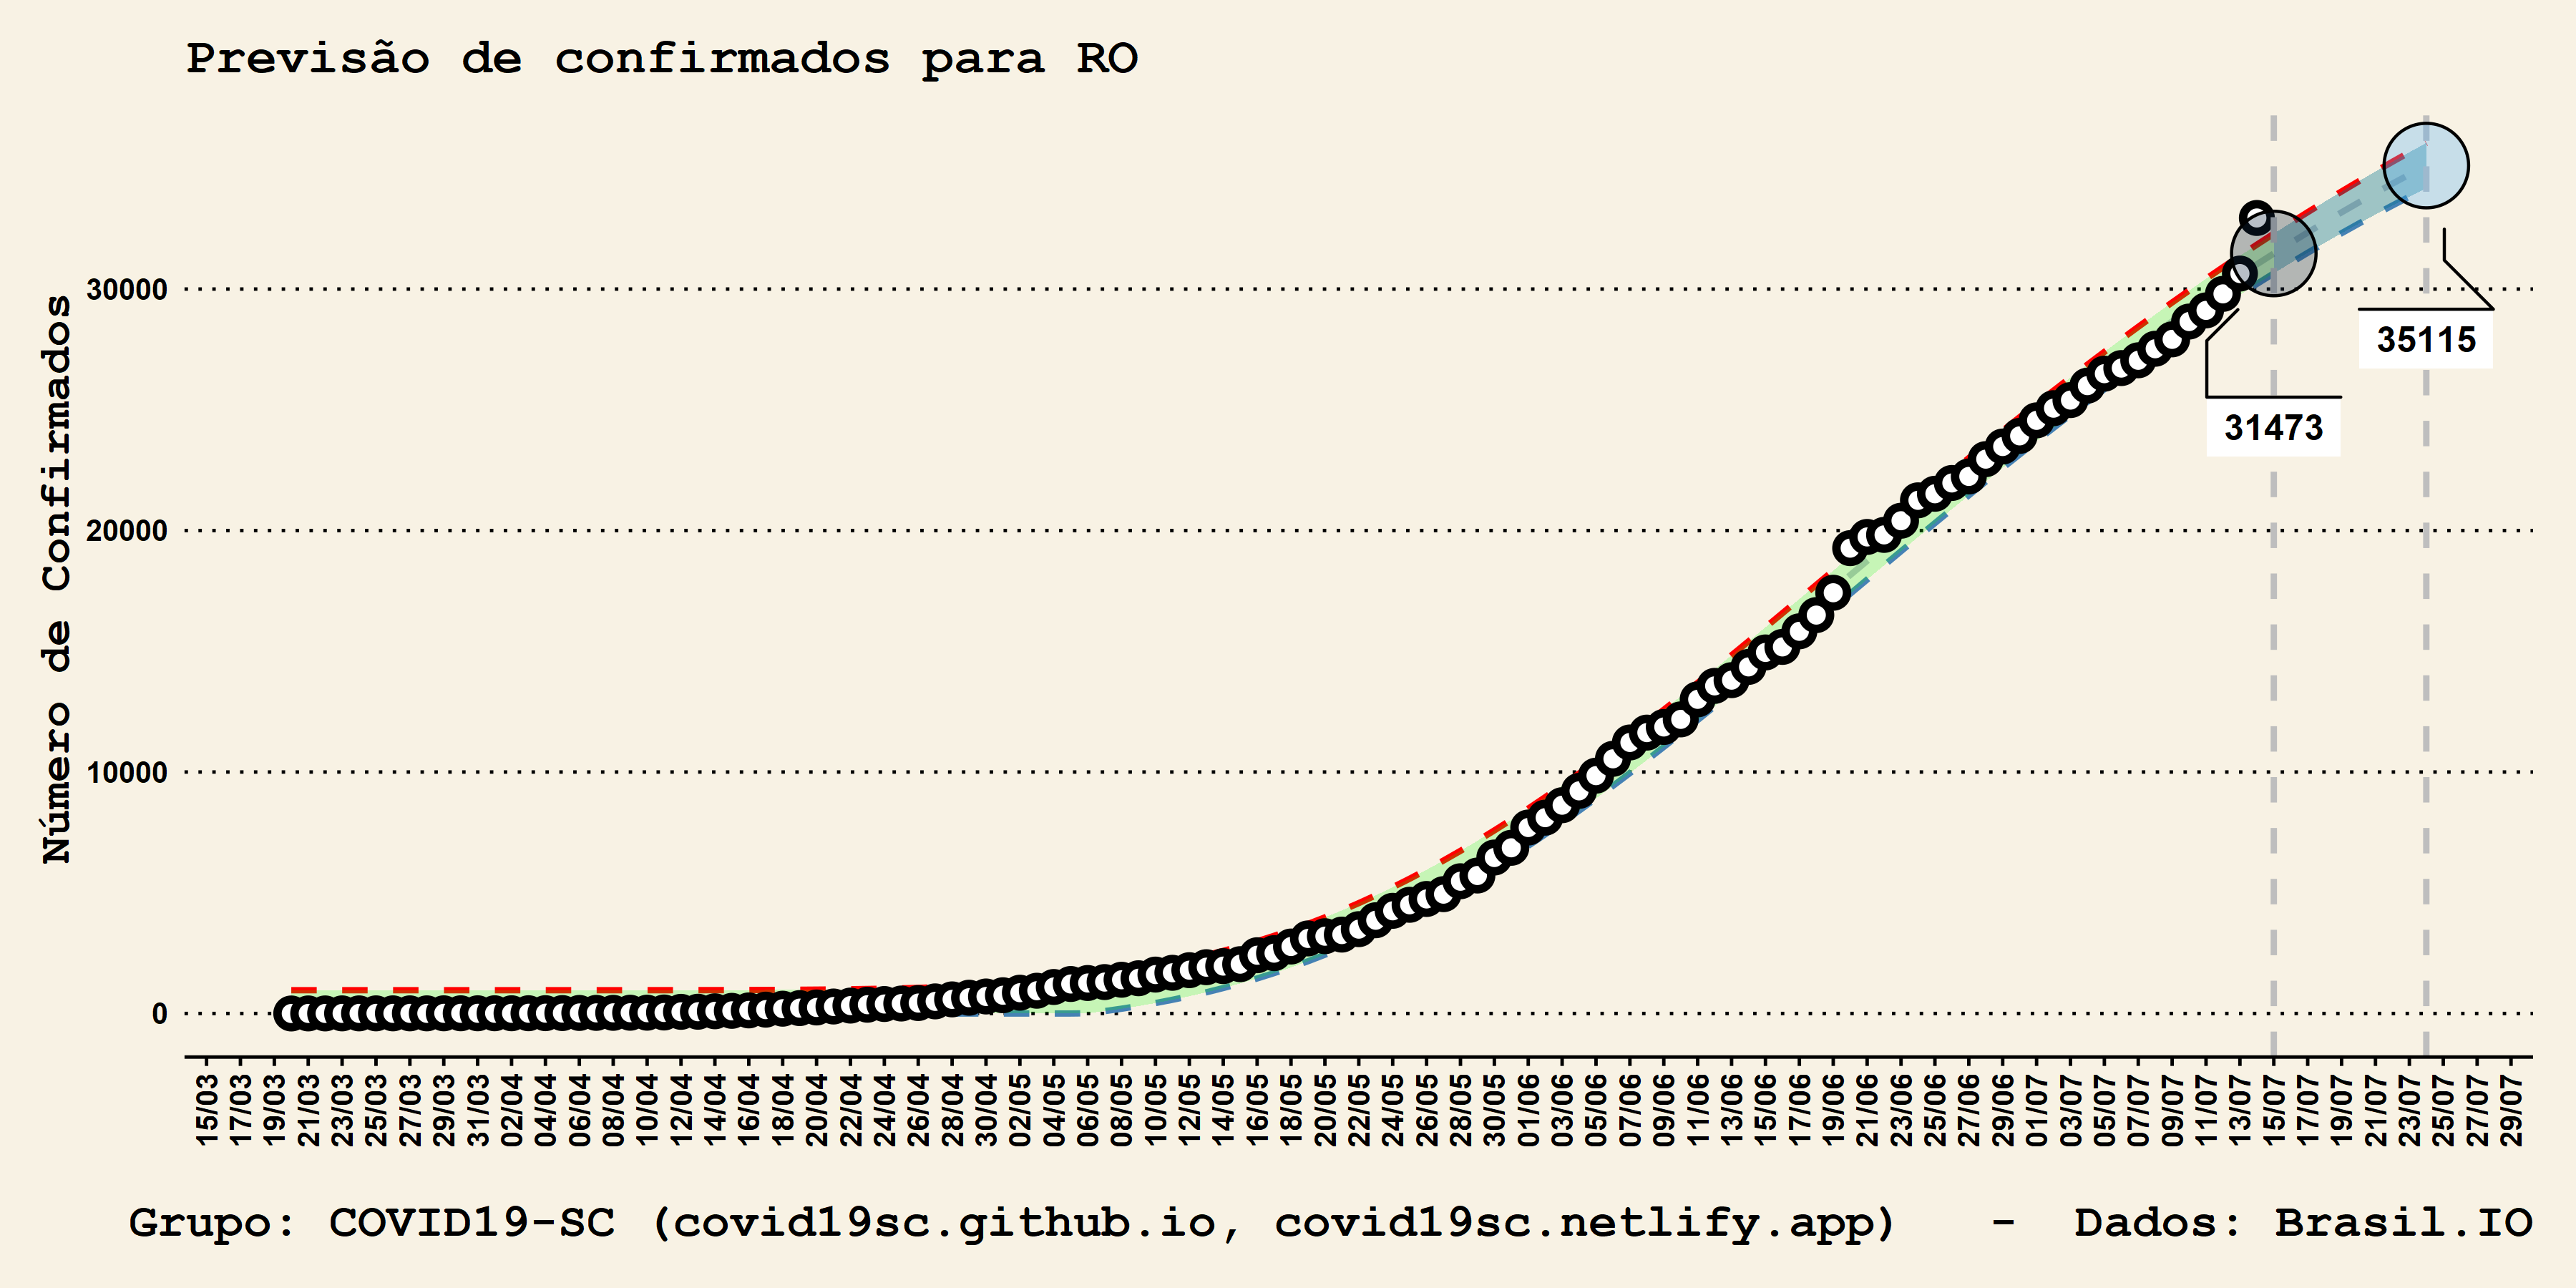 Previsão de confirmados para RO
Número de Confirmados
30000
20000
10000
0
35115
31473
15/03 17/03 19/03 21/03 23/03 25/03 27/03 29/03 31/03 02/04 04/04 06/04 08/04 10/04 12/04 14/04 16/04 18/04 20/04 22/04 24/04 26/04 28/04 30/04 02/05 04/05 06/05 08/05 10/05 12/05 14/05 16/05 18/05 20/05 22/05 24/05 26/05 28/05 30/05 01/06 03/06 05/06 07/06 09/06 11/06 13/06 15/06 17/06 19/06 21/06 23/06 25/06 27/06 29/06 01/07 03/07 05/07 07/07 09/07 11/07 13/07 15/07 17/07 19/07 21/07 23/07 25/07 27/07 29/07
Grupo: COVID19-SC (covid19sc.github.io, covid19sc.netlify.app) - Dados: Brasil.IO